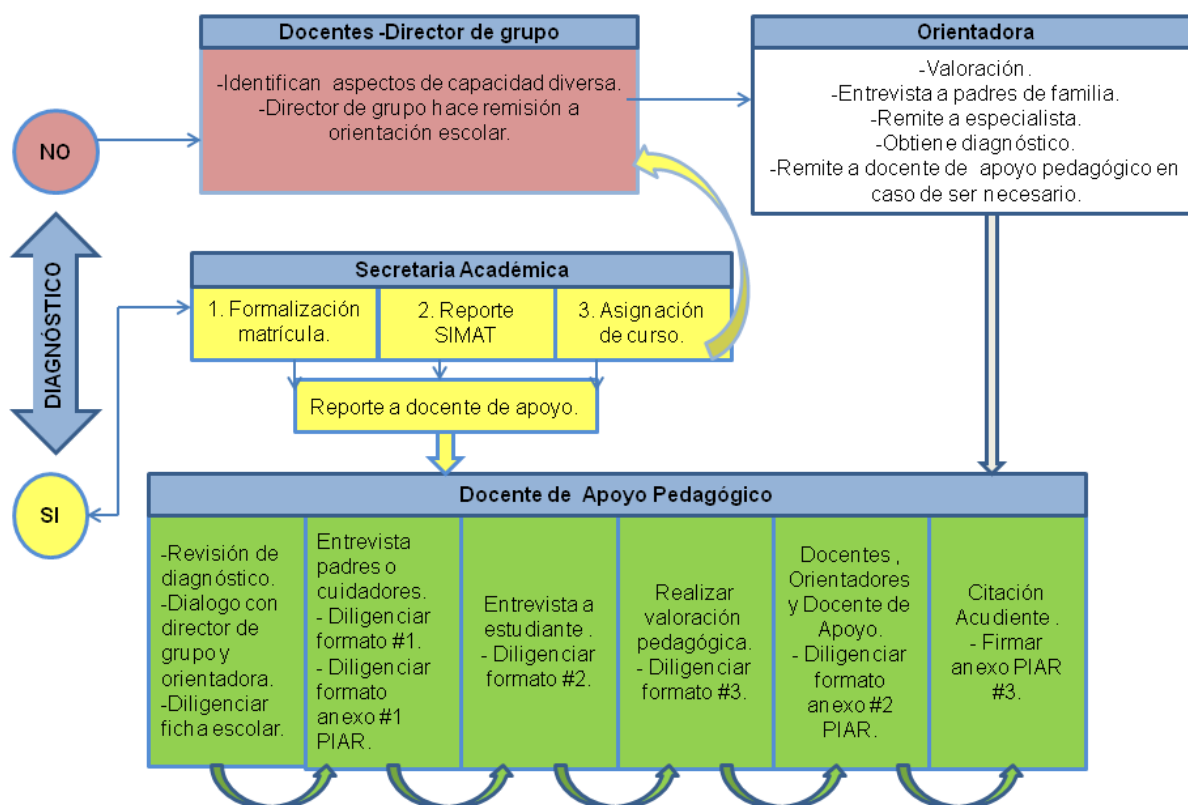 Docentes -Director de grupo
-Identifican aspectos de capacidad diversa.
-Director de grupo hace remisión a
orientación escolar.
Orientadora
-Valoración.
-Entrevista a padres de familia.
-Remite a especialista.
-Obtiene diagnóstico.
-Remite a docente de apoyo pedagógico en
caso de ser necesario.
NO
DIAGNÓSTICO
SI
Secretaria Académica
1. Formalización
matrícula.
2. Reporte
SIMAT
3. Asignación
de curso.
Reporte a docente de apoyo.
Docente de Apoyo Pedagógico
-Revisión de
diagnóstico.
-Dialogo con
director de
grupo y
orientadora.
-Diligenciar
ficha escolar.
Entrevista
padres o
cuidadores.
- Diligenciar
formato #1.
- Diligenciar
formato
anexo #1
PIAR.
Entrevista a
estudiante .
- Diligenciar
formato #2.
Realizar
valoración
pedagógica.
- Diligenciar
formato #3.
Docentes ,
Orientadores
y Docente de
Apoyo.
- Diligenciar
formato
anexo #2
PIAR.
Citación
Acudiente .
- Firmar
anexo PIAR
#3.